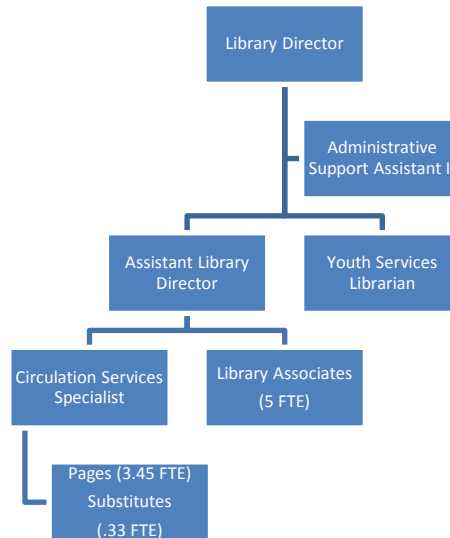 Library Director
Administrative
Support Assistant I
Assistant Library
Director
Youth Services
Librarian
Circulation Services
Specialist
Library Associates
(5 FTE)
Pages (3.45 FTE)
Substitutes
(.33 FTE)